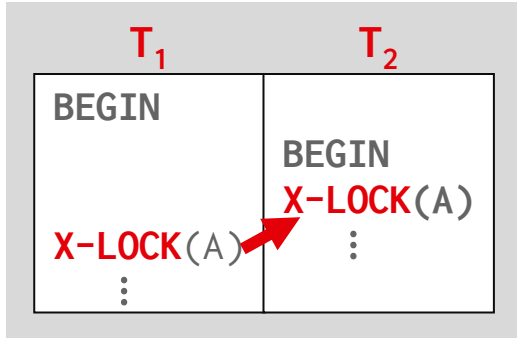 T₁ T₂
BEGIN
BEGIN
X-LOCK(A)
X-LOCK(A)
⋮
⋮